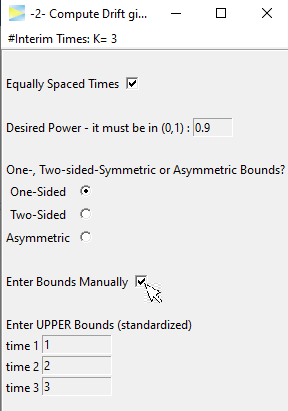 -2- Compute Drift gi...
#Interim Times: K= 3
Equally Spaced Times
Desired Power - it must be in (0,1) : 0.9
One-, Two-sided-Symmetric or Asymmetric Bounds?
One-Sided
Two-Sided
Asymmetric
Enter Bounds Manually
Enter UPPER Bounds (standardized)
time 1 1
time 2 2
time 3 3